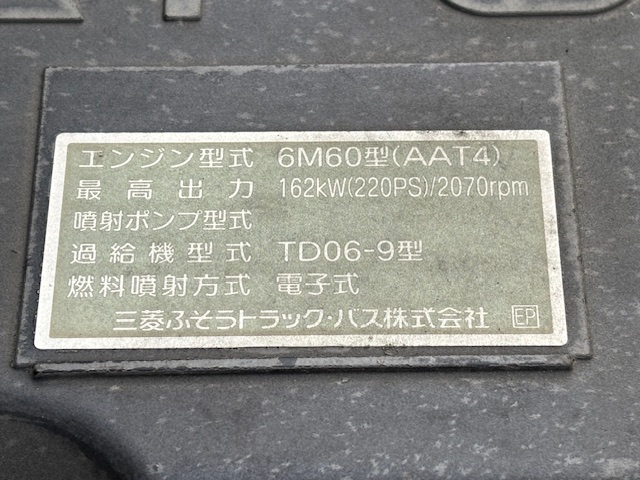 エンジン型式 6M60型(AAT4)
最高出力 162kW(220PS)/2070rpm
噴射ポンプ型式
過給機型式 TD06-9型
燃料噴射方式 電子式
三菱ふそうトラック・バス株式会社 EP